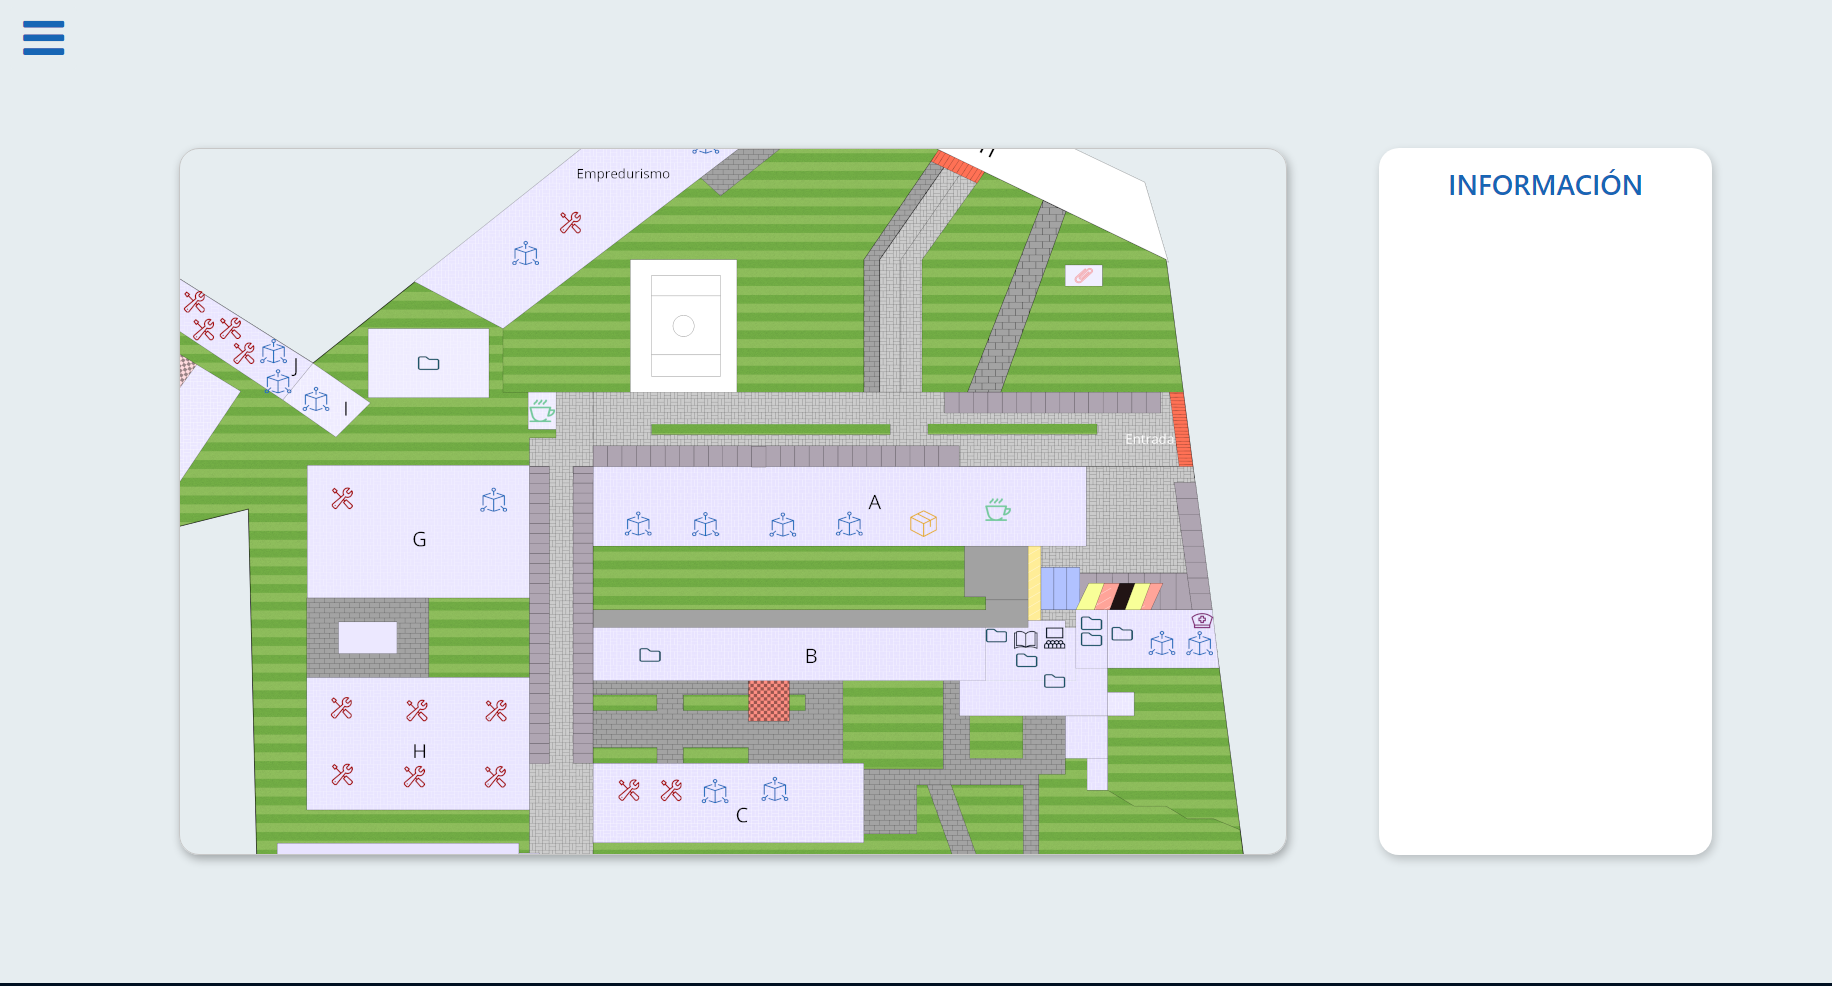 INFORMACIÓN
Empredurismo
J
I
Entrada
A
G
B
H
C